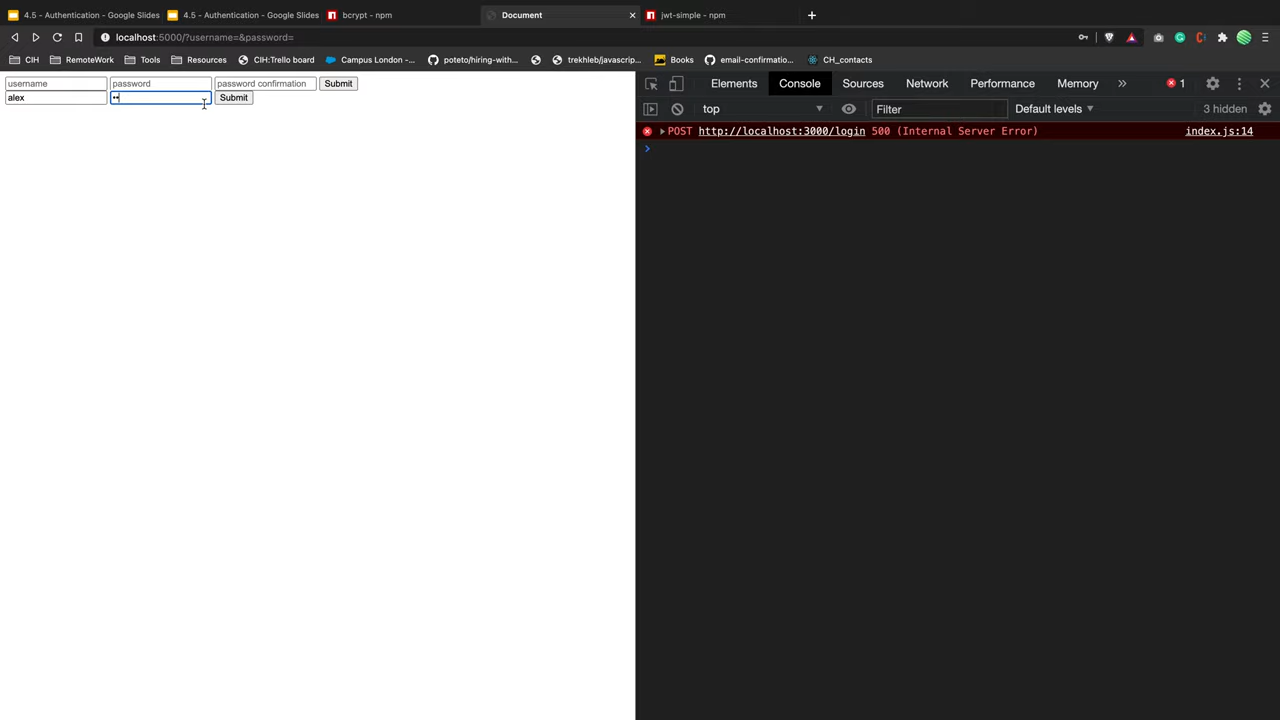 4.5 - Authentication - Google Slides 4.5 - Authentication - Google Slides bcrypt - npm Document jwt-simple - npm
localhost:5000/?username=&password=
CIH RemoteWork Tools Resources CIH:Trello board Campus London -... poteto/hiring-with... trekhleb/javascrip... Books email-confirmatio... CH_contacts
username password password confirmation Submit
alex •• Submit
Elements Console Sources Network Performance Memory » 1
top Filter Default levels 3 hidden
POST http://localhost:3000/login 500 (Internal Server Error) index.js:14